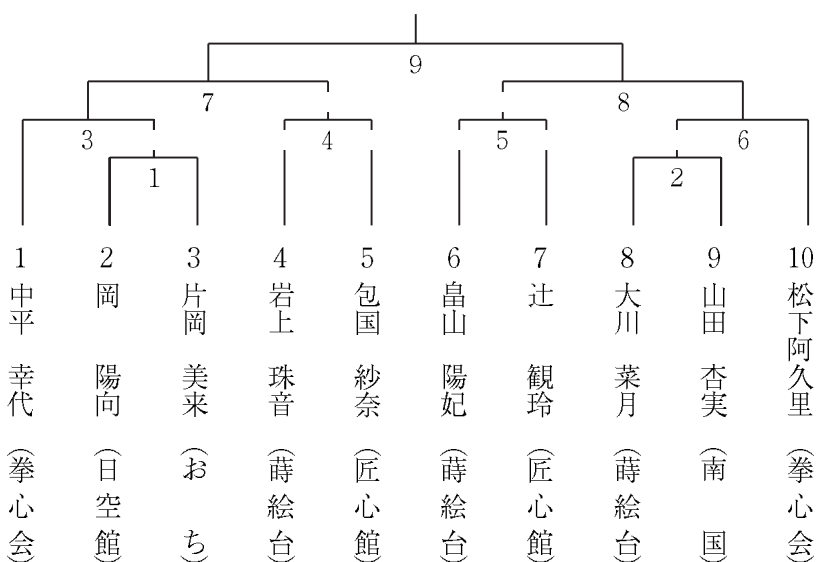 9
7
8
3
4
5
6
1
2
1 中平 幸代 (拳心会)
2 岡 陽向 (日空館)
3 片岡 美来 (おち)
4 岩上 珠音 (蒔絵台)
5 包国 紗奈 (匠心館)
6 畠山 陽妃 (蒔絵台)
7 辻 観玲 (匠心館)
8 大川 菜月 (蒔絵台)
9 山田 杏実 (南国)
10 松下阿久里 (拳心会)